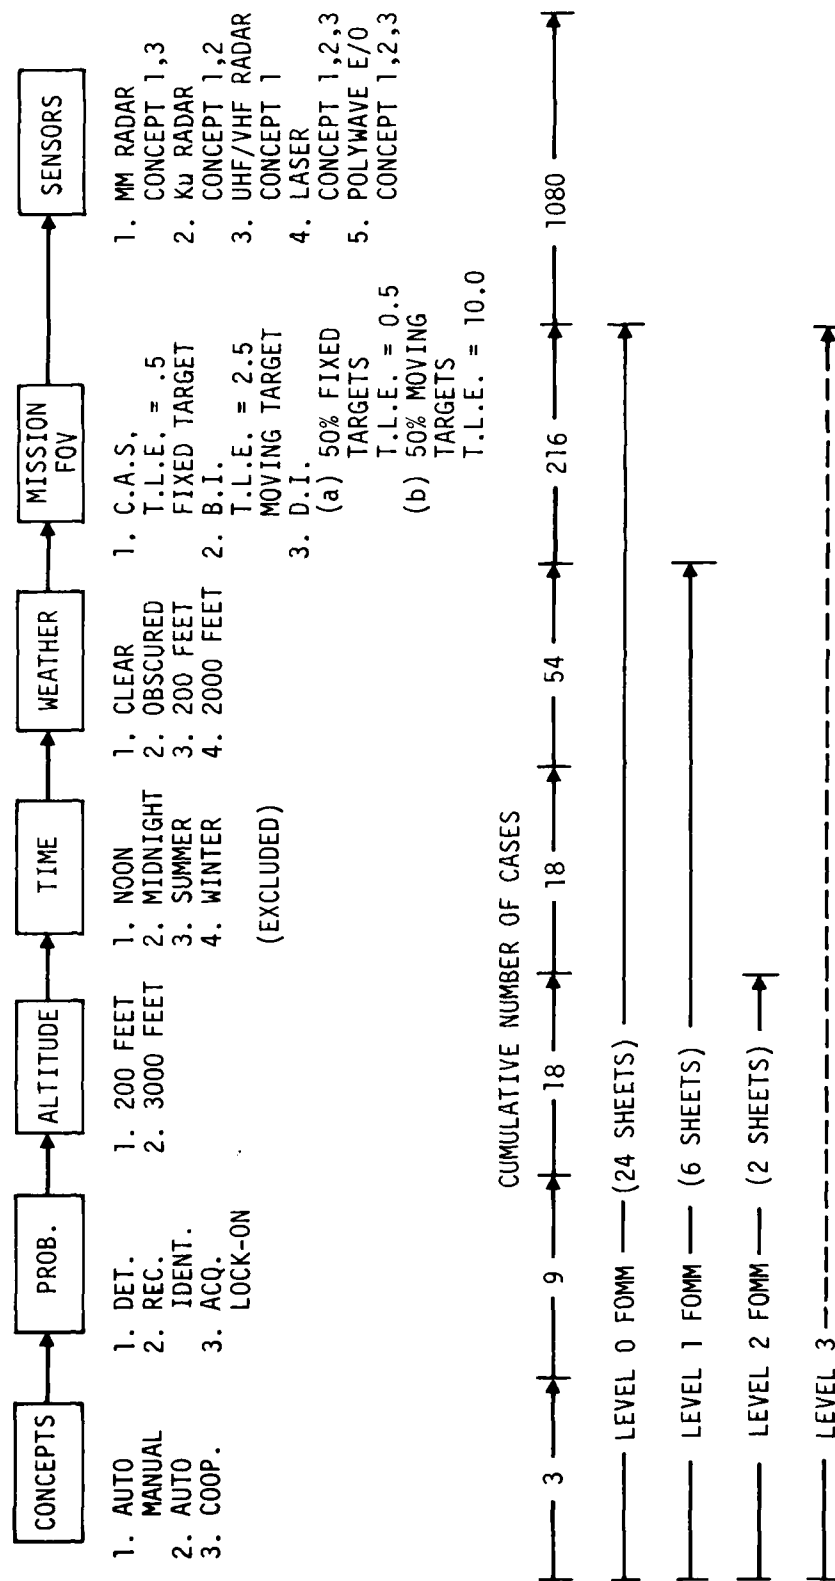 CONCEPTS
1. AUTO
MANUAL
2. AUTO
3. COOP.
PROB.
1. DET.
2. REC.
IDENT.
3. ACQ.
LOCK-ON
ALTITUDE
1. 200 FEET
2. 3000 FEET
TIME
1. NOON
2. MIDNIGHT
3. SUMMER
4. WINTER
(EXCLUDED)
WEATHER
1. CLEAR
2. OBSCURED
3. 200 FEET
4. 2000 FEET
MISSION
FOV
1. C.A.S.
T.L.E. = .5
FIXED TARGET
2. B.I.
T.L.E. = 2.5
MOVING TARGET
3. D.I.
(a) 50% FIXED
TARGETS
T.L.E. = 0.5
(b) 50% MOVING
TARGETS
T.L.E. = 10.0
SENSORS
1. MM RADAR
CONCEPT 1,3
2. Ku RADAR
CONCEPT 1,2
3. UHF/VHF RADAR
CONCEPT 1
4. LASER
CONCEPT 1,2,3
5. POLYWAVE E/O
CONCEPT 1,2,3
CUMULATIVE NUMBER OF CASES
3 9 18 18 54 216 1080
LEVEL 0 FOMM (24 SHEETS)
LEVEL 1 FOMM (6 SHEETS)
LEVEL 2 FOMM (2 SHEETS)
LEVEL 3